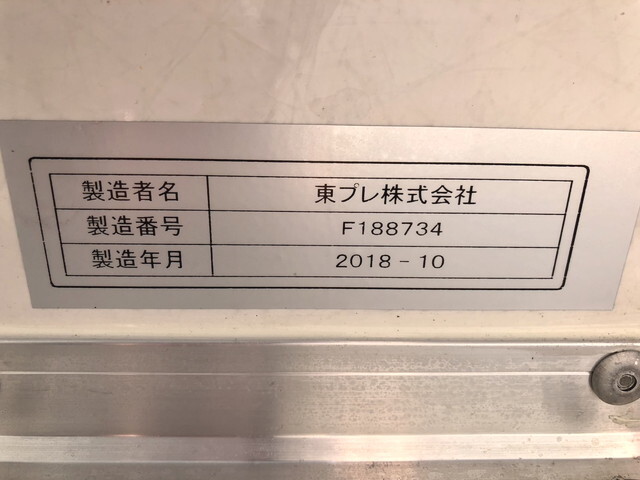 製造者名 東プレ株式会社
製造番号 F188734
製造年月 2018-10